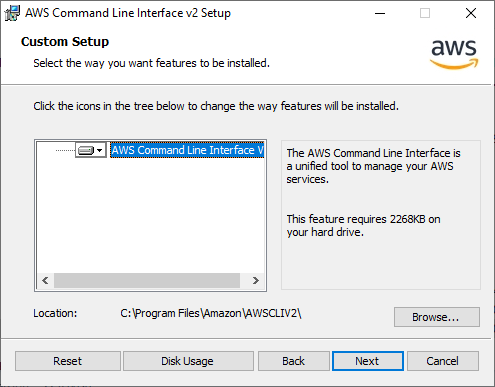 AWS Command Line Interface v2 Setup
Custom Setup
Select the way you want features to be installed.
aws
Click the icons in the tree below to change the way features will be installed.
AWS Command Line Interface V
The AWS Command Line Interface is
a unified tool to manage your AWS
services.
This feature requires 2268KB on
your hard drive.
Location:
C:\Program Files\Amazon\AWSCLIV2\
Browse...
Reset
Disk Usage
Back
Next
Cancel